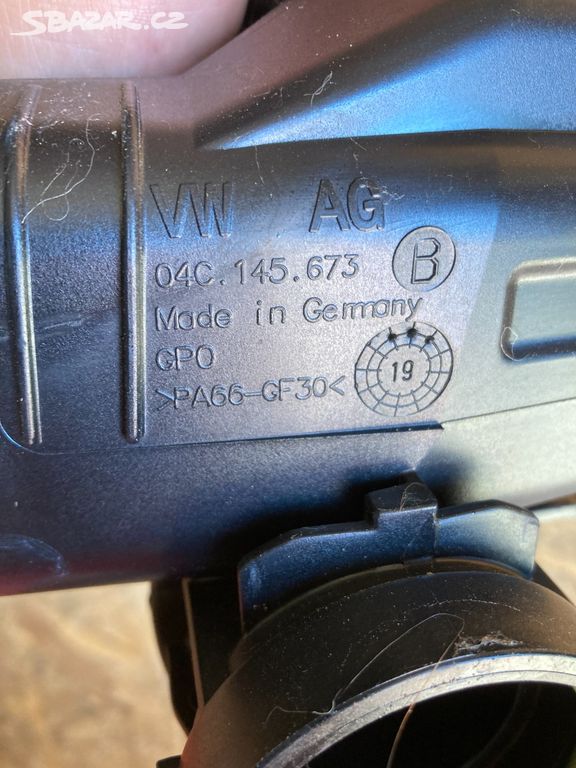 SBAZAR.CZ
VW AG
04C.145.673 B
Made in Germany
GPO
>PA66-GF30<
19